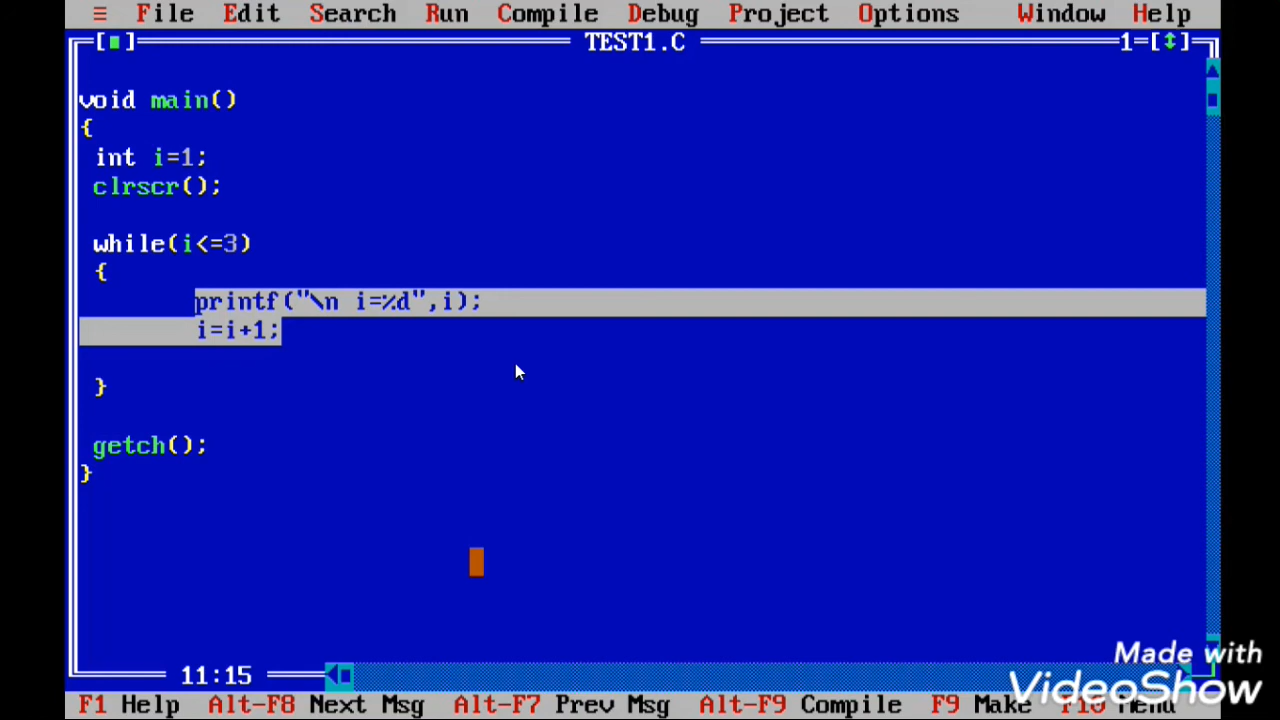 ≡ File Edit Search Run Compile Debug Project Options Window Help
[■] TEST1.C 1=[↕]
void main()
{
int i=1;
clrscr();
while(i<=3)
{
printf("\n i=%d",i);
i=i+1;
}
getch();
}
11:15
Made with
VideoShow
F1 Help Alt-F8 Next Msg Alt-F7 Prev Msg Alt-F9 Compile F9 Make F10 Menu